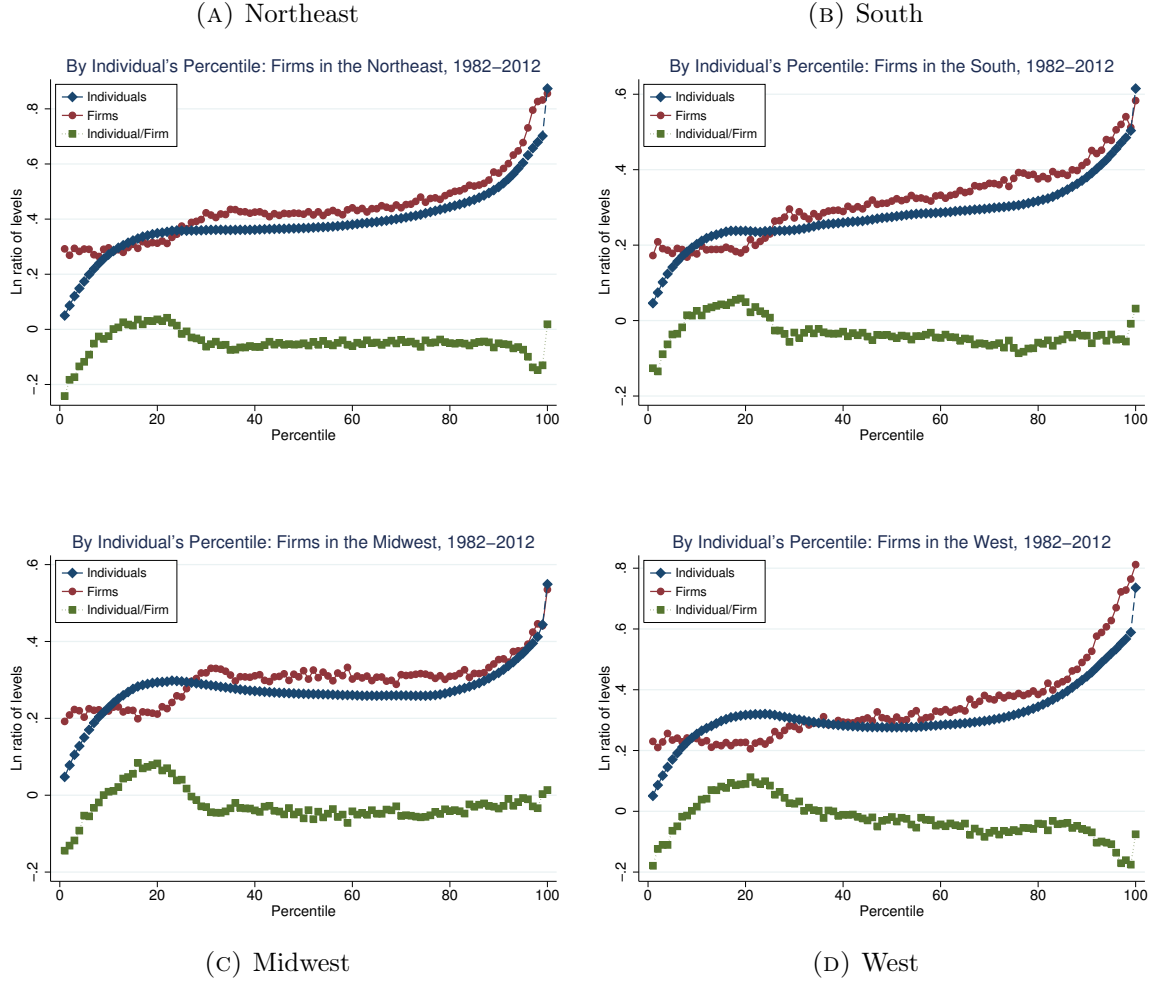 (A) Northeast
By Individual's Percentile: Firms in the Northeast, 1982−2012
Individuals
Firms
Individual/Firm
Ln ratio of levels
.8
.6
.4
.2
0
−.2
0 20 40 60 80 100
Percentile
(B) South
By Individual's Percentile: Firms in the South, 1982−2012
Individuals
Firms
Individual/Firm
Ln ratio of levels
.6
.4
.2
0
−.2
0 20 40 60 80 100
Percentile
By Individual's Percentile: Firms in the Midwest, 1982−2012
Individuals
Firms
Individual/Firm
Ln ratio of levels
.6
.4
.2
0
−.2
0 20 40 60 80 100
Percentile
(C) Midwest
By Individual's Percentile: Firms in the West, 1982−2012
Individuals
Firms
Individual/Firm
Ln ratio of levels
.8
.6
.4
.2
0
−.2
0 20 40 60 80 100
Percentile
(D) West